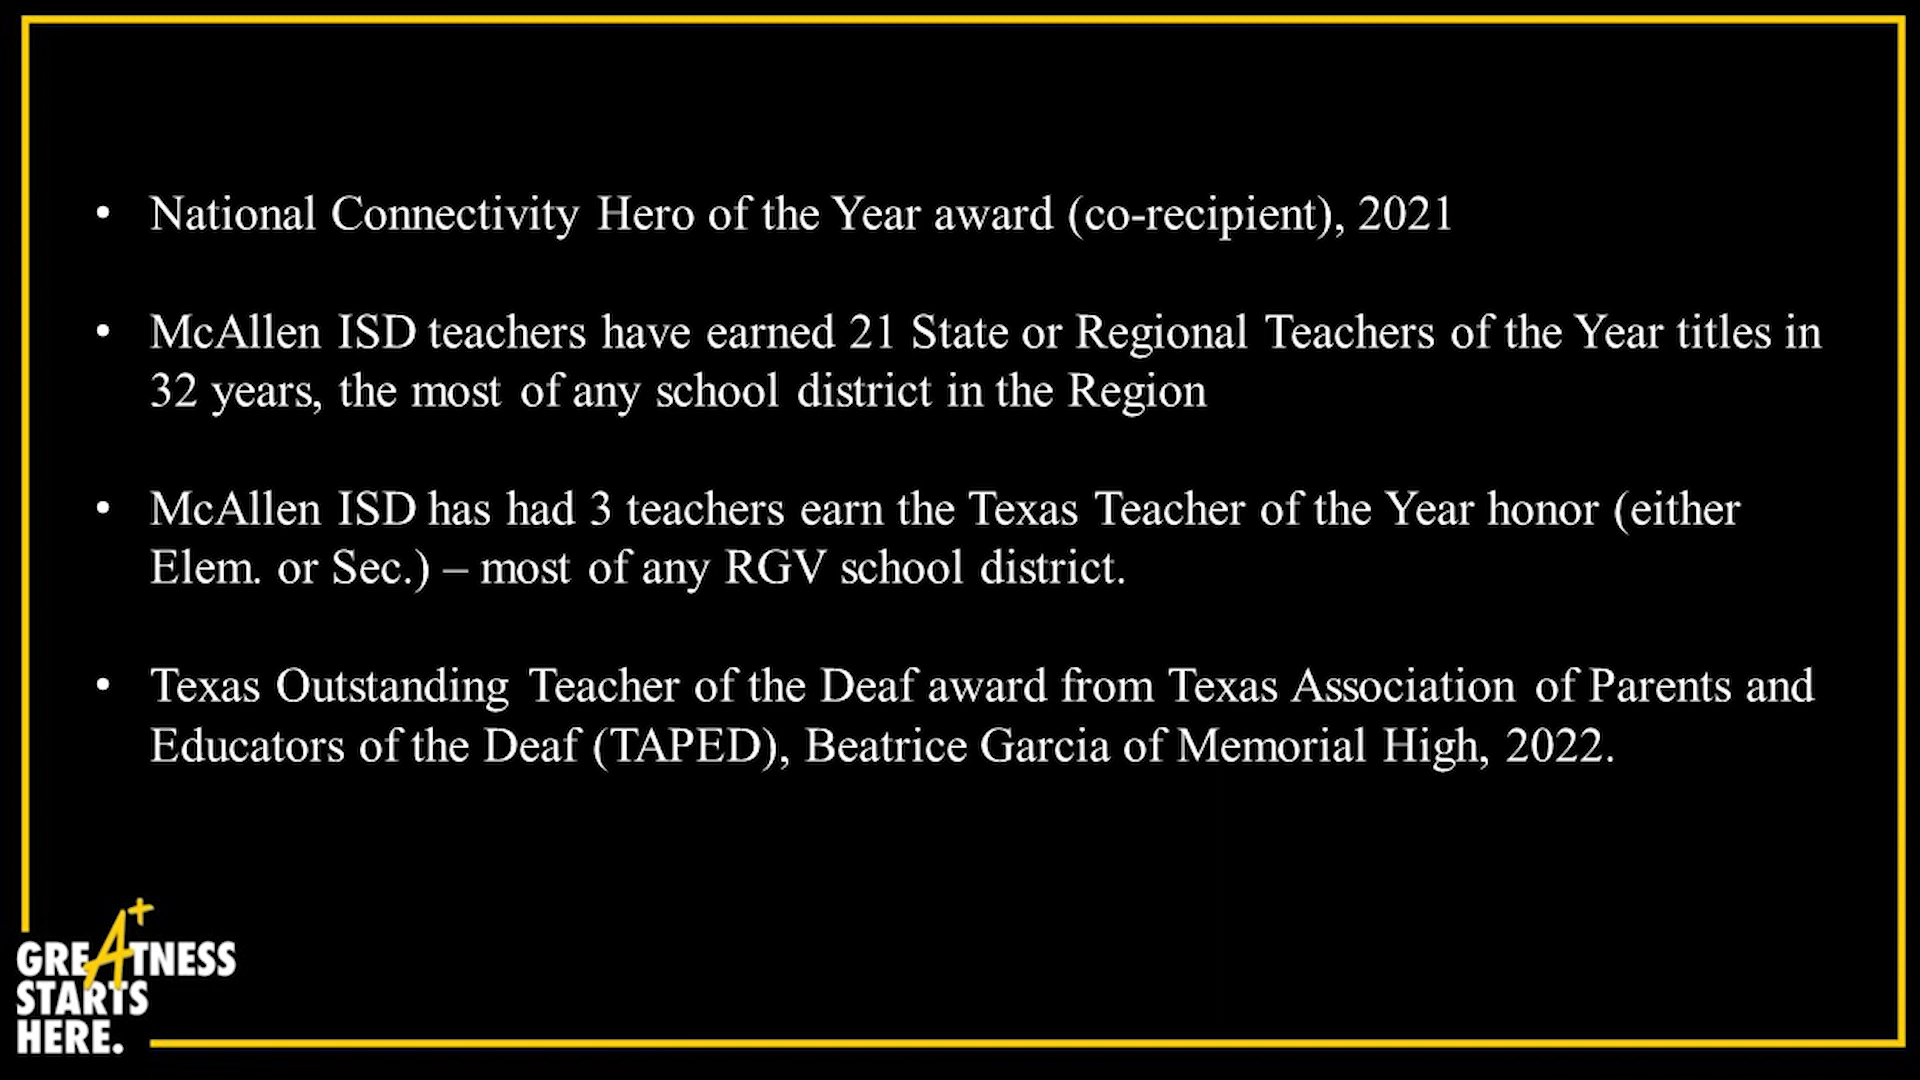 • National Connectivity Hero of the Year award (co-recipient), 2021
• McAllen ISD teachers have earned 21 State or Regional Teachers of the Year titles in
32 years, the most of any school district in the Region
• McAllen ISD has had 3 teachers earn the Texas Teacher of the Year honor (either
Elem. or Sec.) – most of any RGV school district.
• Texas Outstanding Teacher of the Deaf award from Texas Association of Parents and
Educators of the Deaf (TAPED), Beatrice Garcia of Memorial High, 2022.
GREA+TNESS
STARTS
HERE.